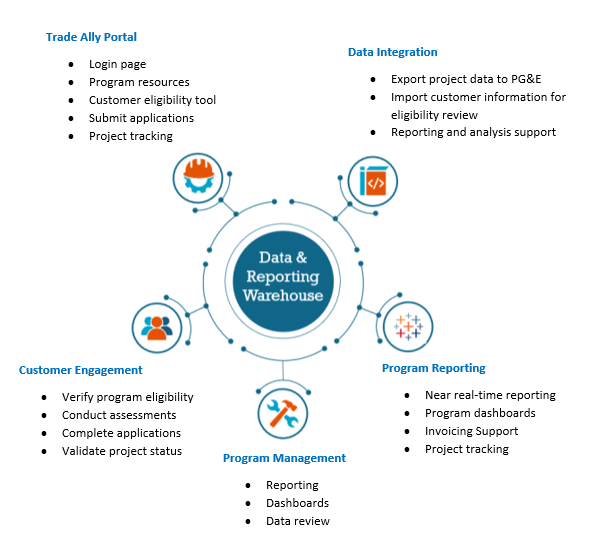 Trade Ally Portal
• Login page
• Program resources
• Customer eligibility tool
• Submit applications
• Project tracking
Data Integration
• Export project data to PG&E
• Import customer information for
eligibility review
• Reporting and analysis support
</>
Data &
Reporting
Warehouse
Customer Engagement
• Verify program eligibility
• Conduct assessments
• Complete applications
• Validate project status
Program Reporting
• Near real-time reporting
• Program dashboards
• Invoicing Support
• Project tracking
Program Management
• Reporting
• Dashboards
• Data review